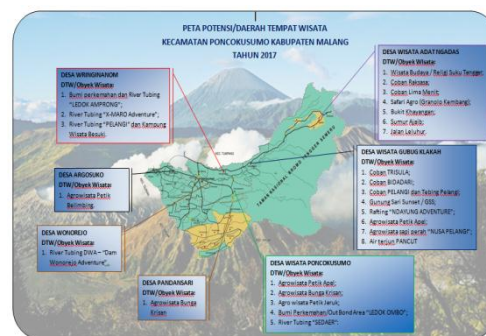 PETA POTENSI/DAERAH TEMPAT WISATA
KECAMATAN PONCOKUSUMO KABUPATEN MALANG
TAHUN 2017
DESA WRINGINANOM
DTW/Obyek Wisata:
1. Bumi perkemahan dan River Tubing
"LEDOK AMPRONG";
2. River Tubing "X-MARO Adventure";
3. River Tubing "PELANGI" dan Kampung
Wisata Besuki.
DESA ARGOSUKO
DTW/Obyek Wisata:
1. Agrowisata Petik
Belimbing.
DESA WONOREJO
DTW/Obyek Wisata:
1. River Tubing DWA – "Dam
Wonorejo Adventure".
DESA PANDANSARI
DTW/Obyek Wisata:
1. Agrowisata Bunga
Krisan
DESA WISATA ADAT NGADAS
DTW/Obyek Wisata:
1. Wisata Budaya / Religi Suku Tengger;
2. Coban Raksasa;
3. Coban Lima Menit;
4. Safari Agro (Granolo Kembang);
5. Bukit Khayangan;
6. Sumur Ajaib;
7. Jalan Leluhur.
TAMAN NASIONAL BROMO TENGGER SEMERU
DESA WISATA GUBUG KLAKAH
DTW/Obyek Wisata:
1. Coban TRISULA;
2. Coban BIDADARI;
3. Coban PELANGI dan Tubing Pelangi;
4. Gunung Sari Sunset / GSS;
5. Rafting "NDAYUNG ADVENTURE";
6. Agrowisata Petik Apel;
7. Agrowisata sapi perah "NUSA PELANGI";
8. Air terjun PANCUT
DESA WISATA PONCOKUSUMO
DTW/Obyek Wisata:
1. Agrowisata Petik Apel;
2. Agrowisata Bunga Krisan;
3. Agro wisata Petik Jeruk;
4. Bumi Perkemahan/Out Bond Area "LEDOK OMBO";
5. River Tubing "SEDAER".